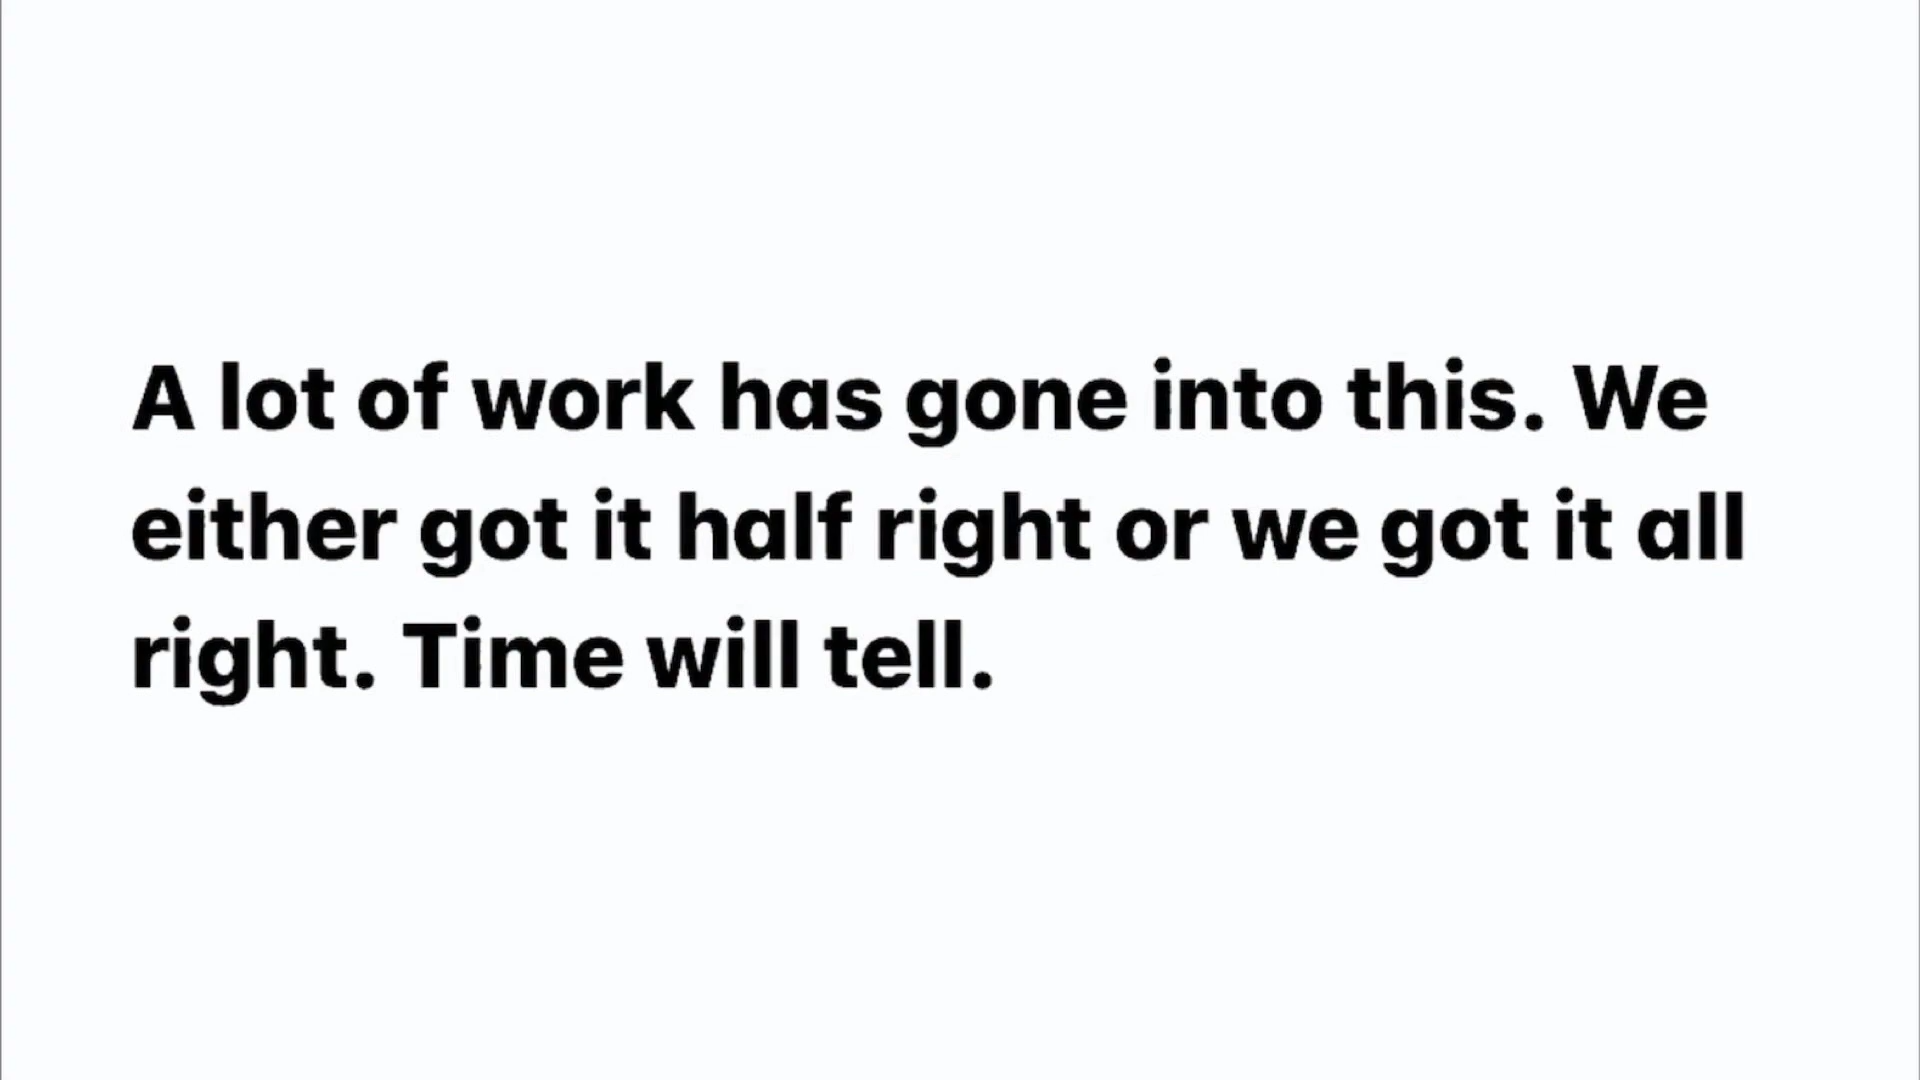 A lot of work has gone into this. We
either got it half right or we got it all
right. Time will tell.